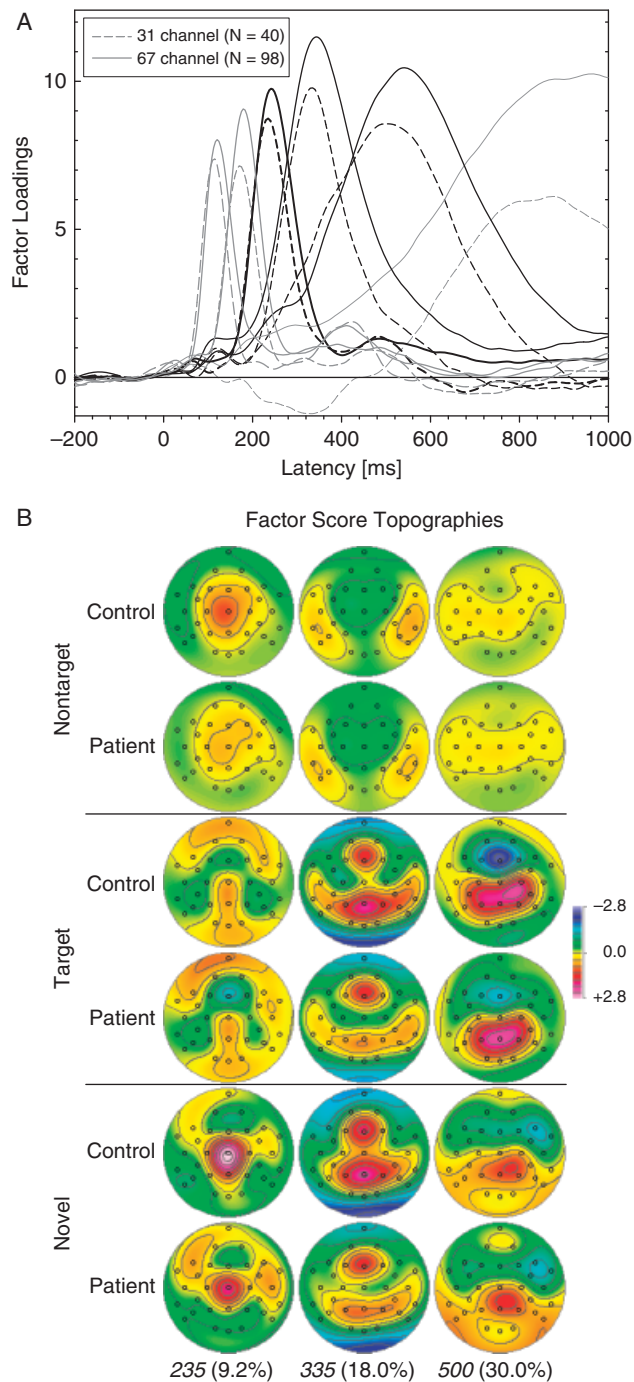 A
31 channel (N = 40)
67 channel (N = 98)
10
5
0
Factor Loadings
−200 0 200 400 600 800 1000
Latency [ms]
B
Factor Score Topographies
Nontarget
Control
Patient
Target
Control
Patient
−2.8
0.0
+2.8
Novel
Control
Patient
235 (9.2%) 335 (18.0%) 500 (30.0%)